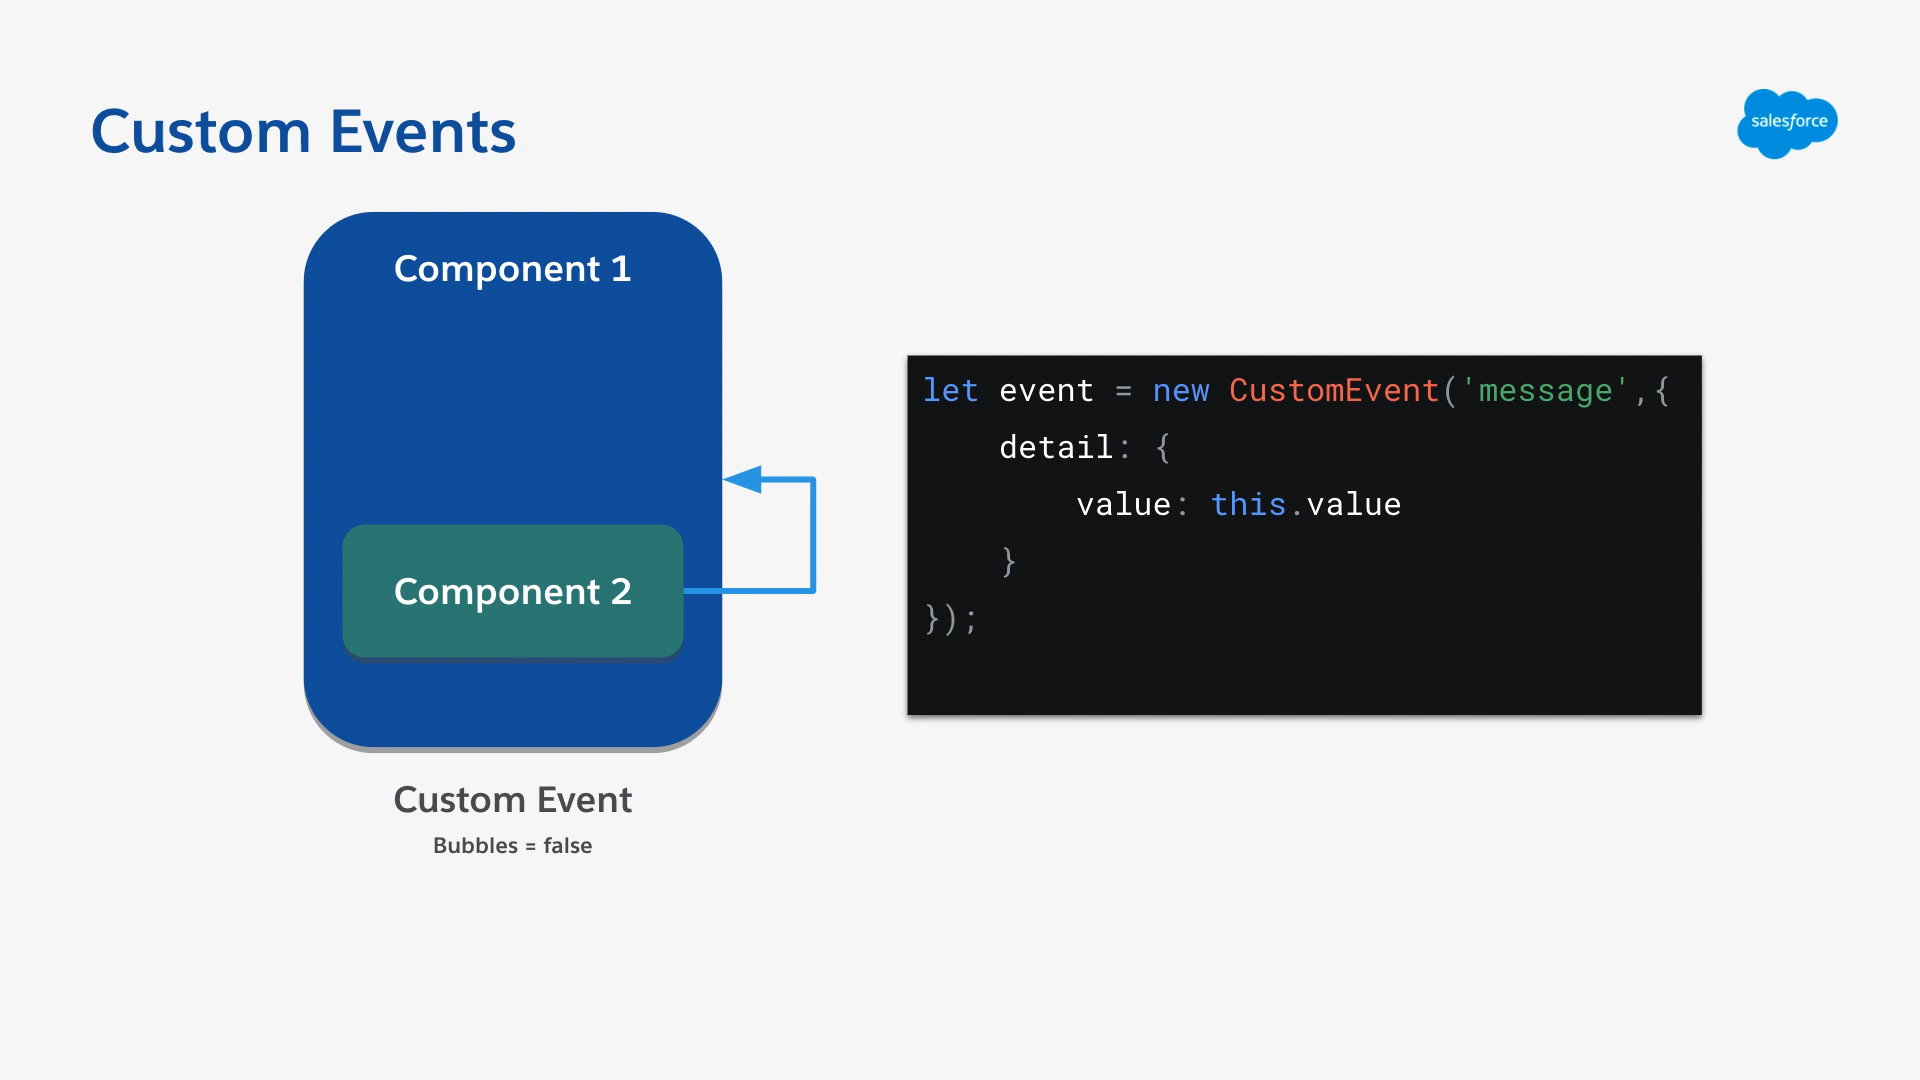 Custom Events
salesforce
Component 1
Component 2
Custom Event
Bubbles = false
let event = new CustomEvent('message',{
    detail: {
        value: this.value
    }
});